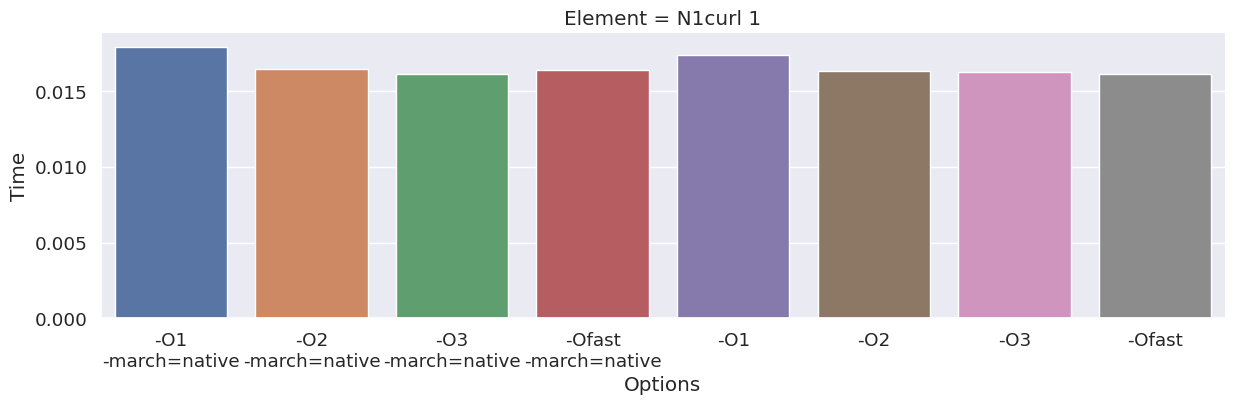 Element = N1curl 1
Time
0.015
0.010
0.005
0.000
-O1
-march=native
-O2
-march=native
-O3
-march=native
-Ofast
-march=native
-O1
-O2
-O3
-Ofast
Options